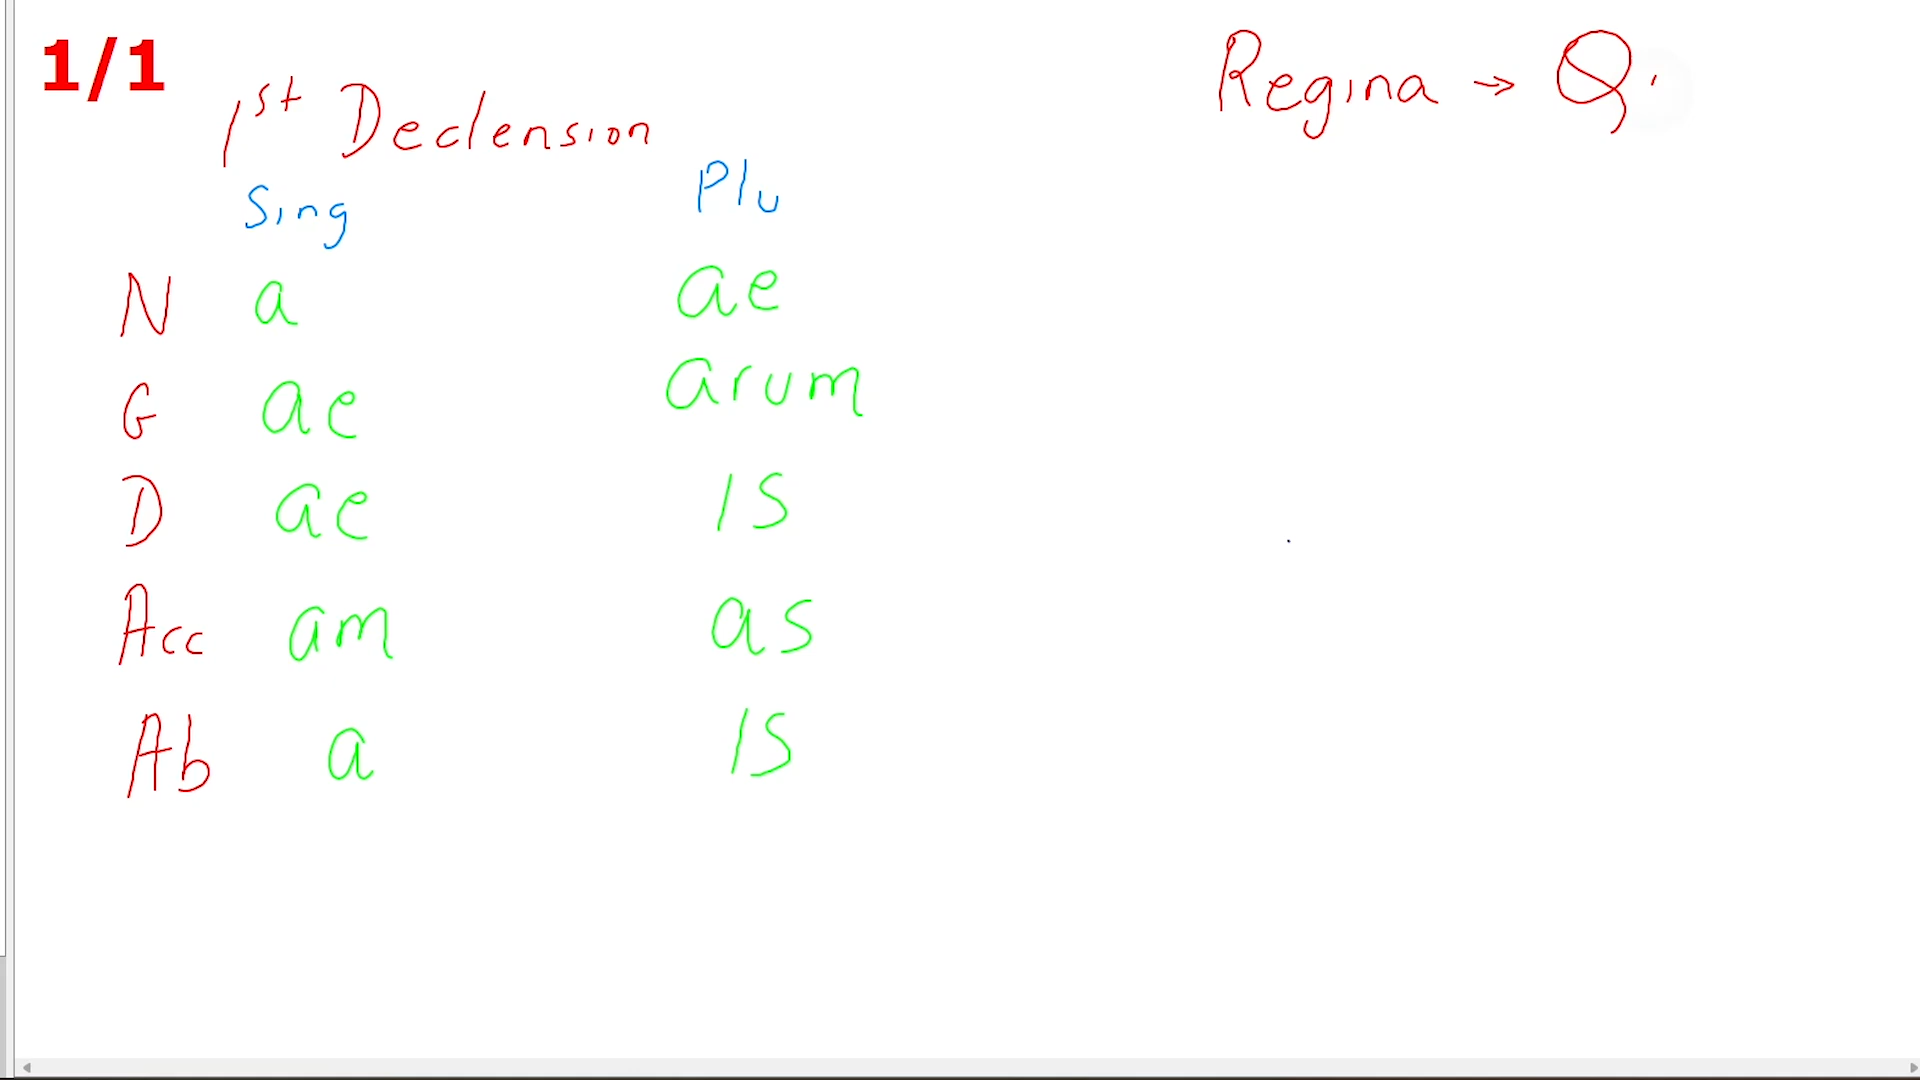 1/1
1st Declension
Regina → Q
Sing Plu
N a ae
G ae arum
D ae is
Acc am as
Ab a is